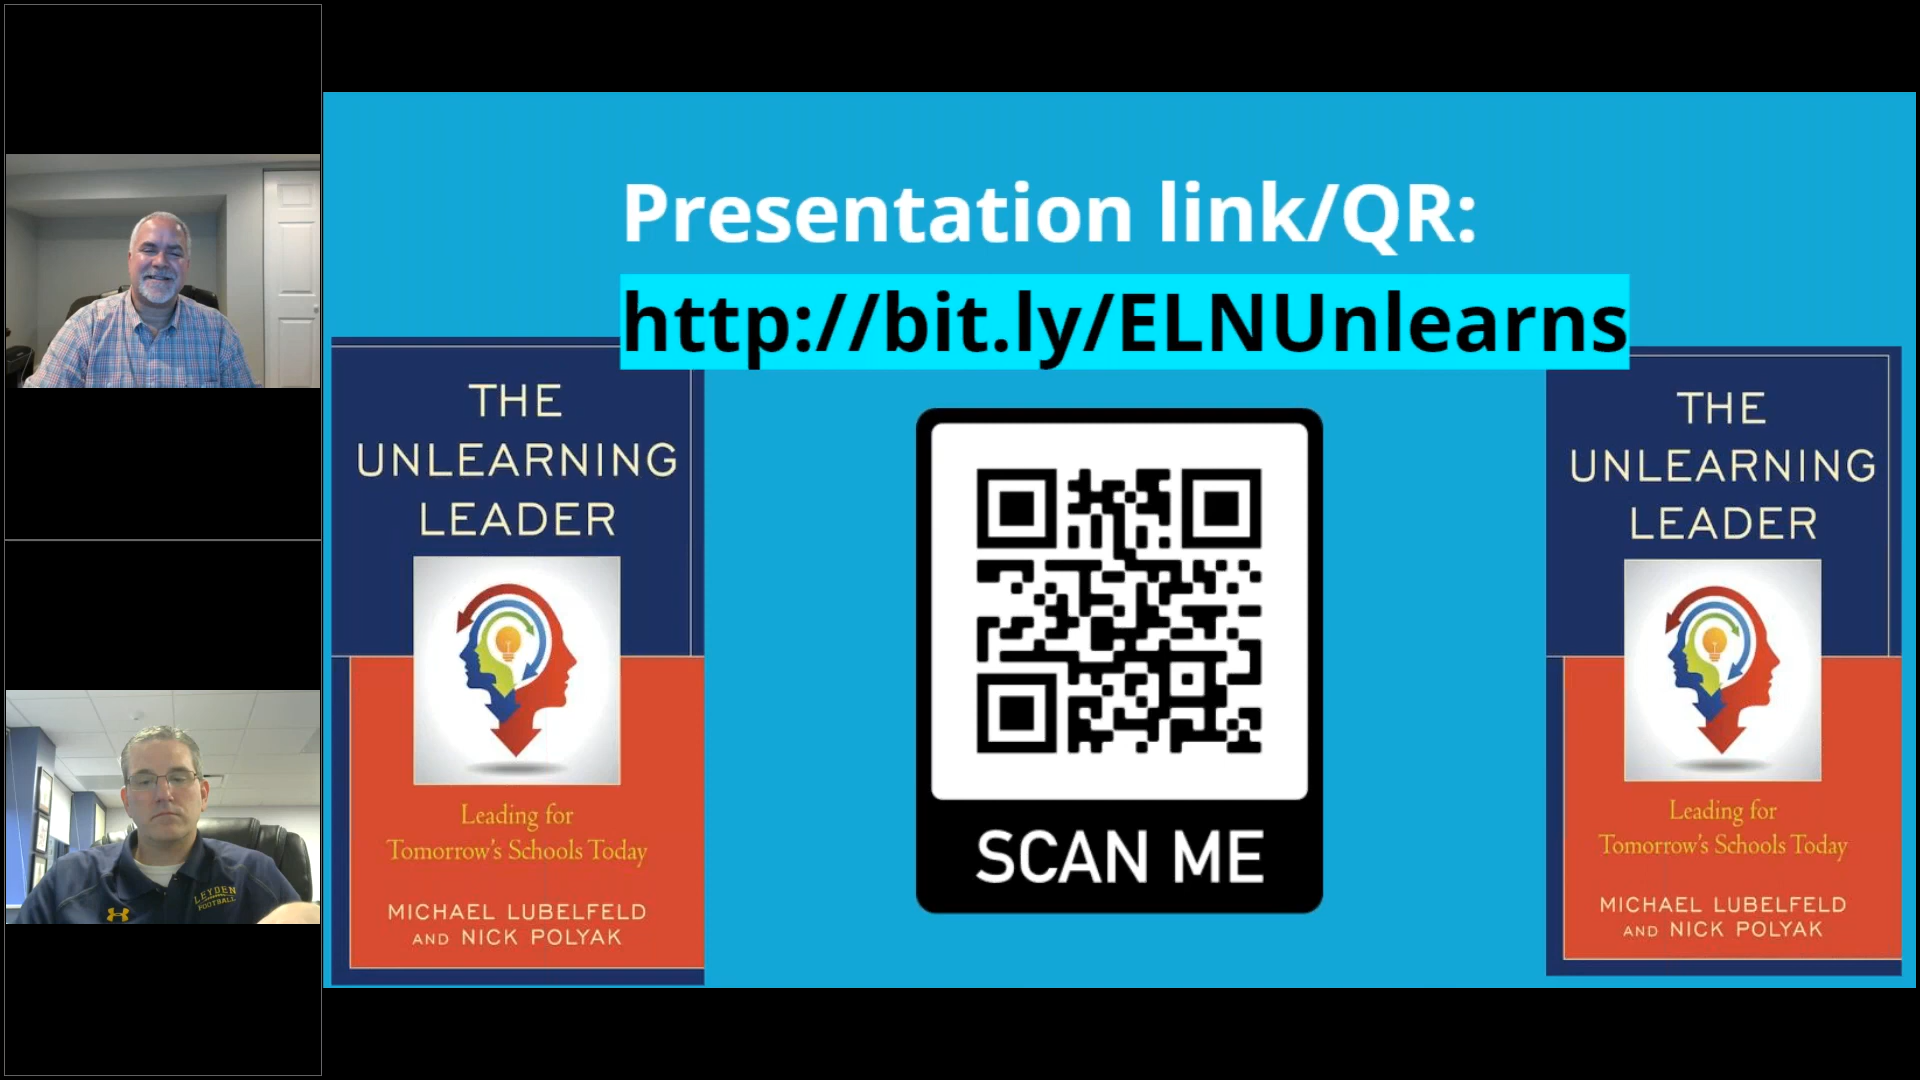 Presentation link/QR:
http://bit.ly/ELNUnlearns
THE
UNLEARNING
LEADER
Leading for
Tomorrow's Schools Today
MICHAEL LUBELFELD
AND NICK POLYAK
SCAN ME
THE
UNLEARNING
LEADER
Leading for
Tomorrow's Schools Today
MICHAEL LUBELFELD
AND NICK POLYAK
LEYDEN
FOOTBALL